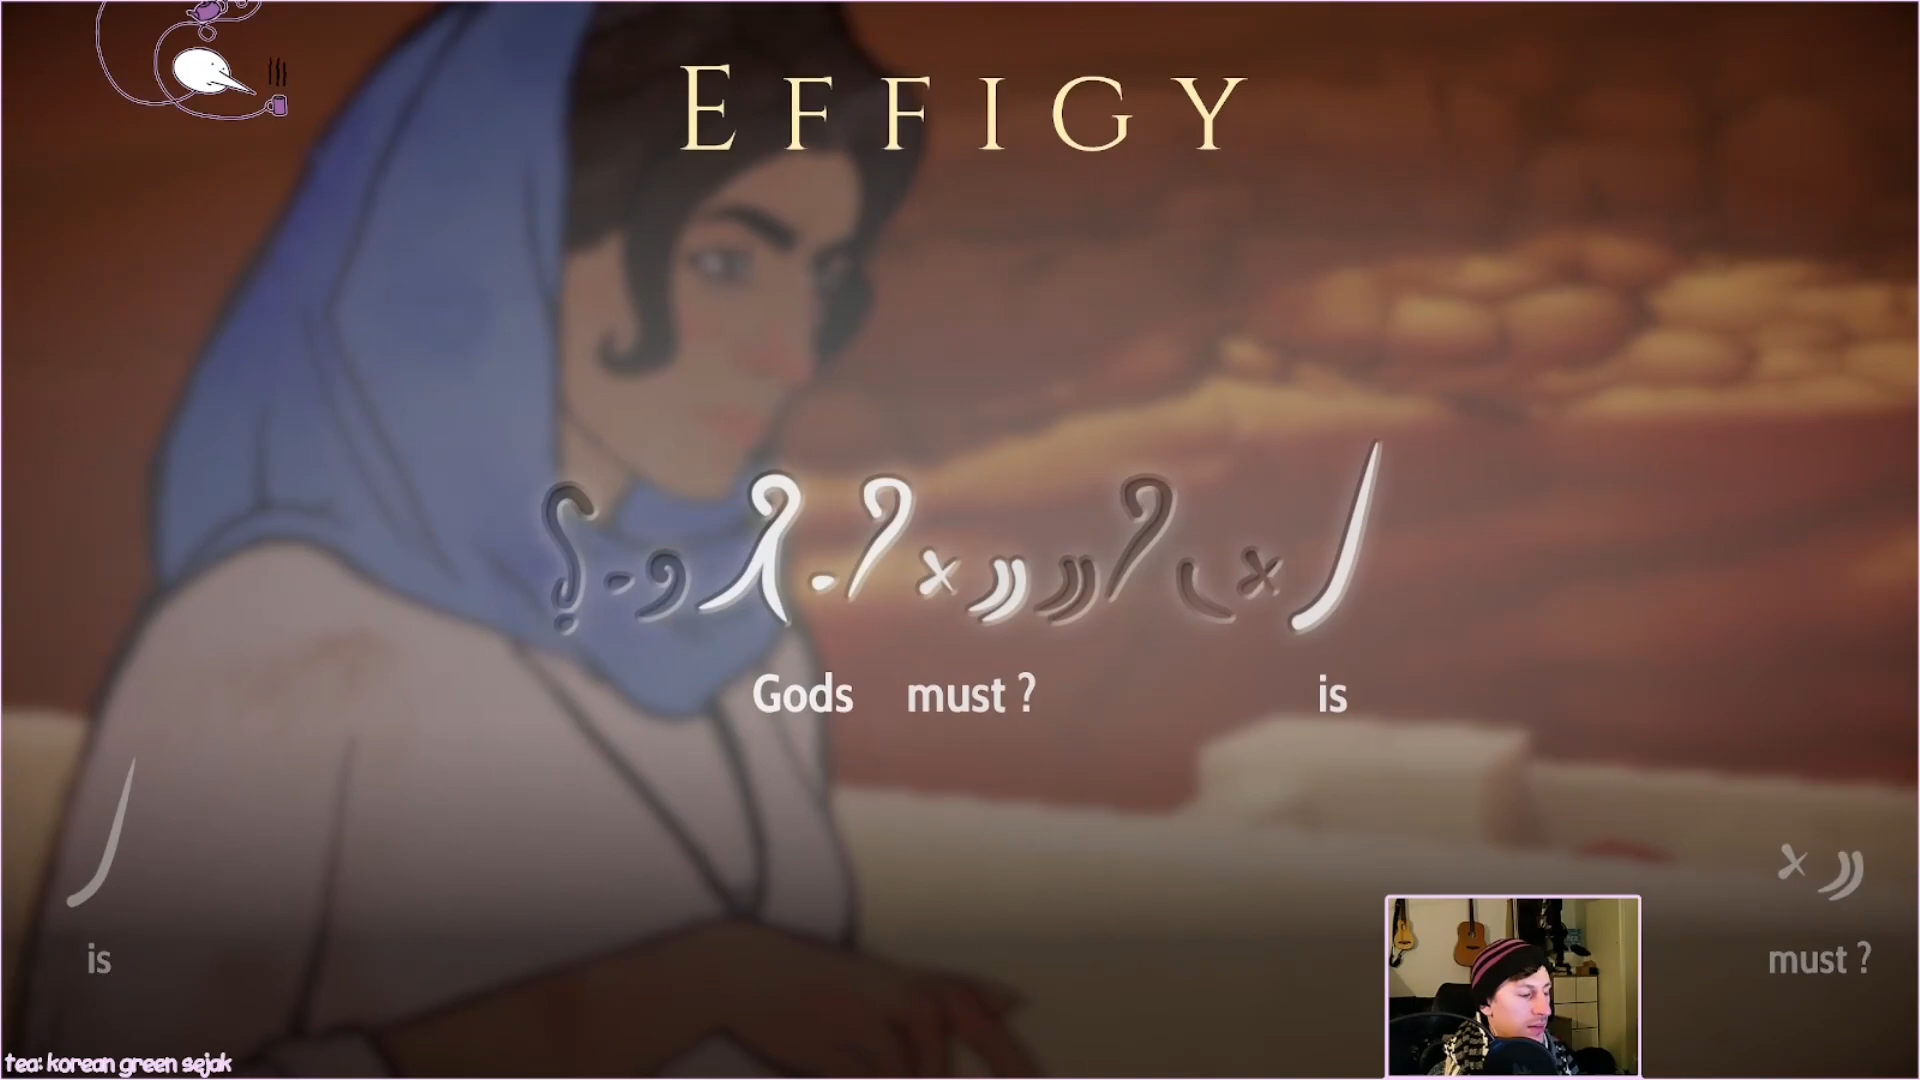 EFFIGY
Gods must ? is
is must ?
tea: korean green sejak